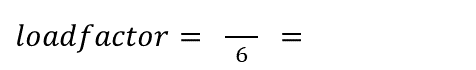 loadfactor = — / 6 =